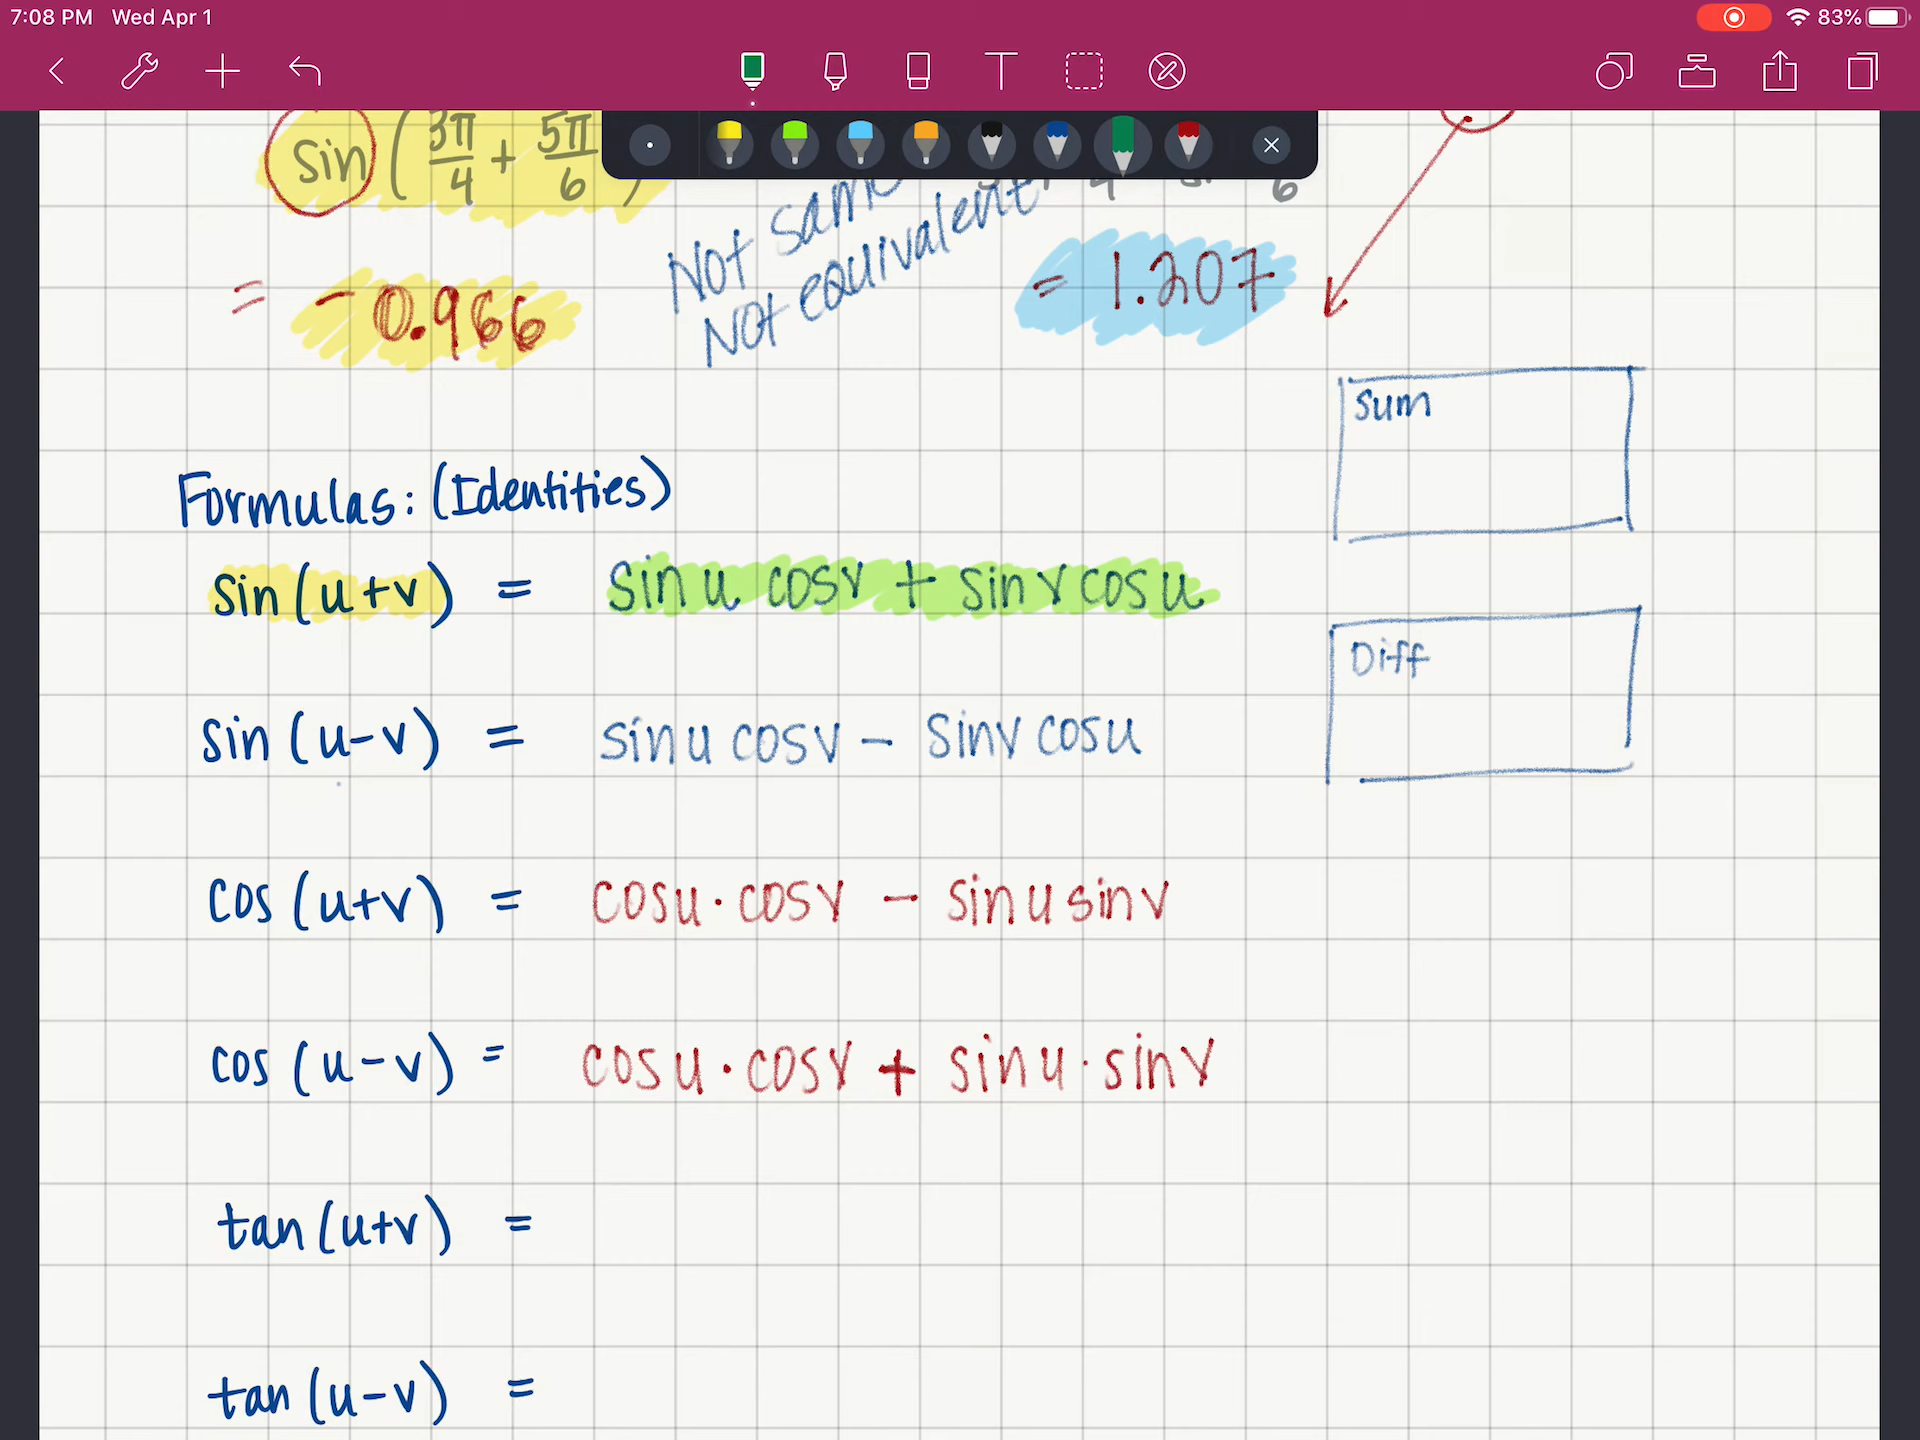 7:08 PM Wed Apr 1
83%
sin ( 3π/4 + 5π/6 )
4 6
Not same
Not equivalent
= -0.966
= 1.207
Sum
Formulas: (Identities)
sin (u+v) = sin u cos v + sin v cos u
Diff
sin (u-v) = sin u cos v - sin v cos u
cos (u+v) = cos u · cos v - sin u sin v
cos (u-v) = cos u · cos v + sin u · sin v
tan (u+v) =
tan (u-v) =